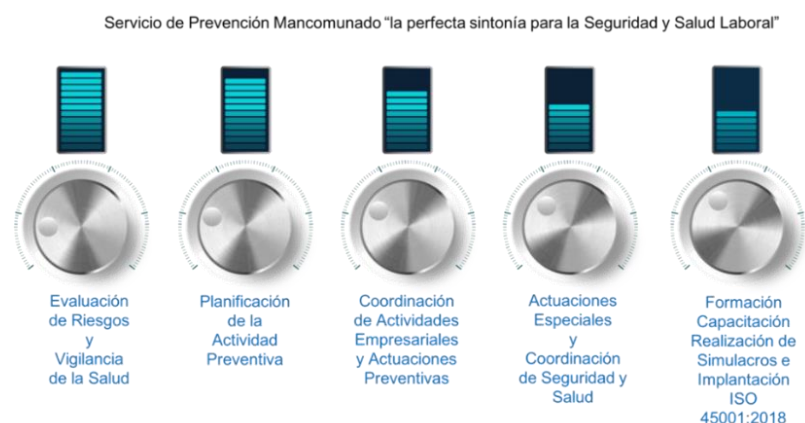 Servicio de Prevención Mancomunado “la perfecta sintonía para la Seguridad y Salud Laboral”
Evaluación
de Riesgos
y
Vigilancia
de la Salud
Planificación
de la
Actividad
Preventiva
Coordinación
de Actividades
Empresariales
y Actuaciones
Preventivas
Actuaciones
Especiales
y
Coordinación
de Seguridad y
Salud
Formación
Capacitación
Realización de
Simulacros e
Implantación
ISO
45001:2018